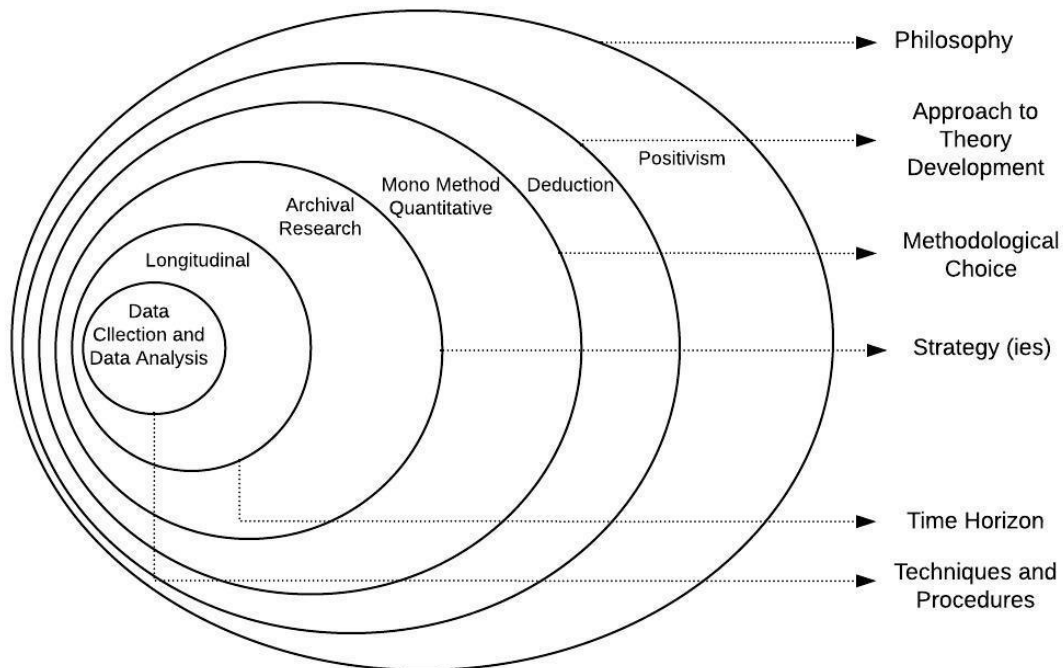 Philosophy
Approach to
Theory
Development
Positivism
Mono Method
Quantitative
Deduction
Archival
Research
Methodological
Choice
Longitudinal
Data
Cllection and
Data Analysis
Strategy (ies)
Time Horizon
Techniques and
Procedures